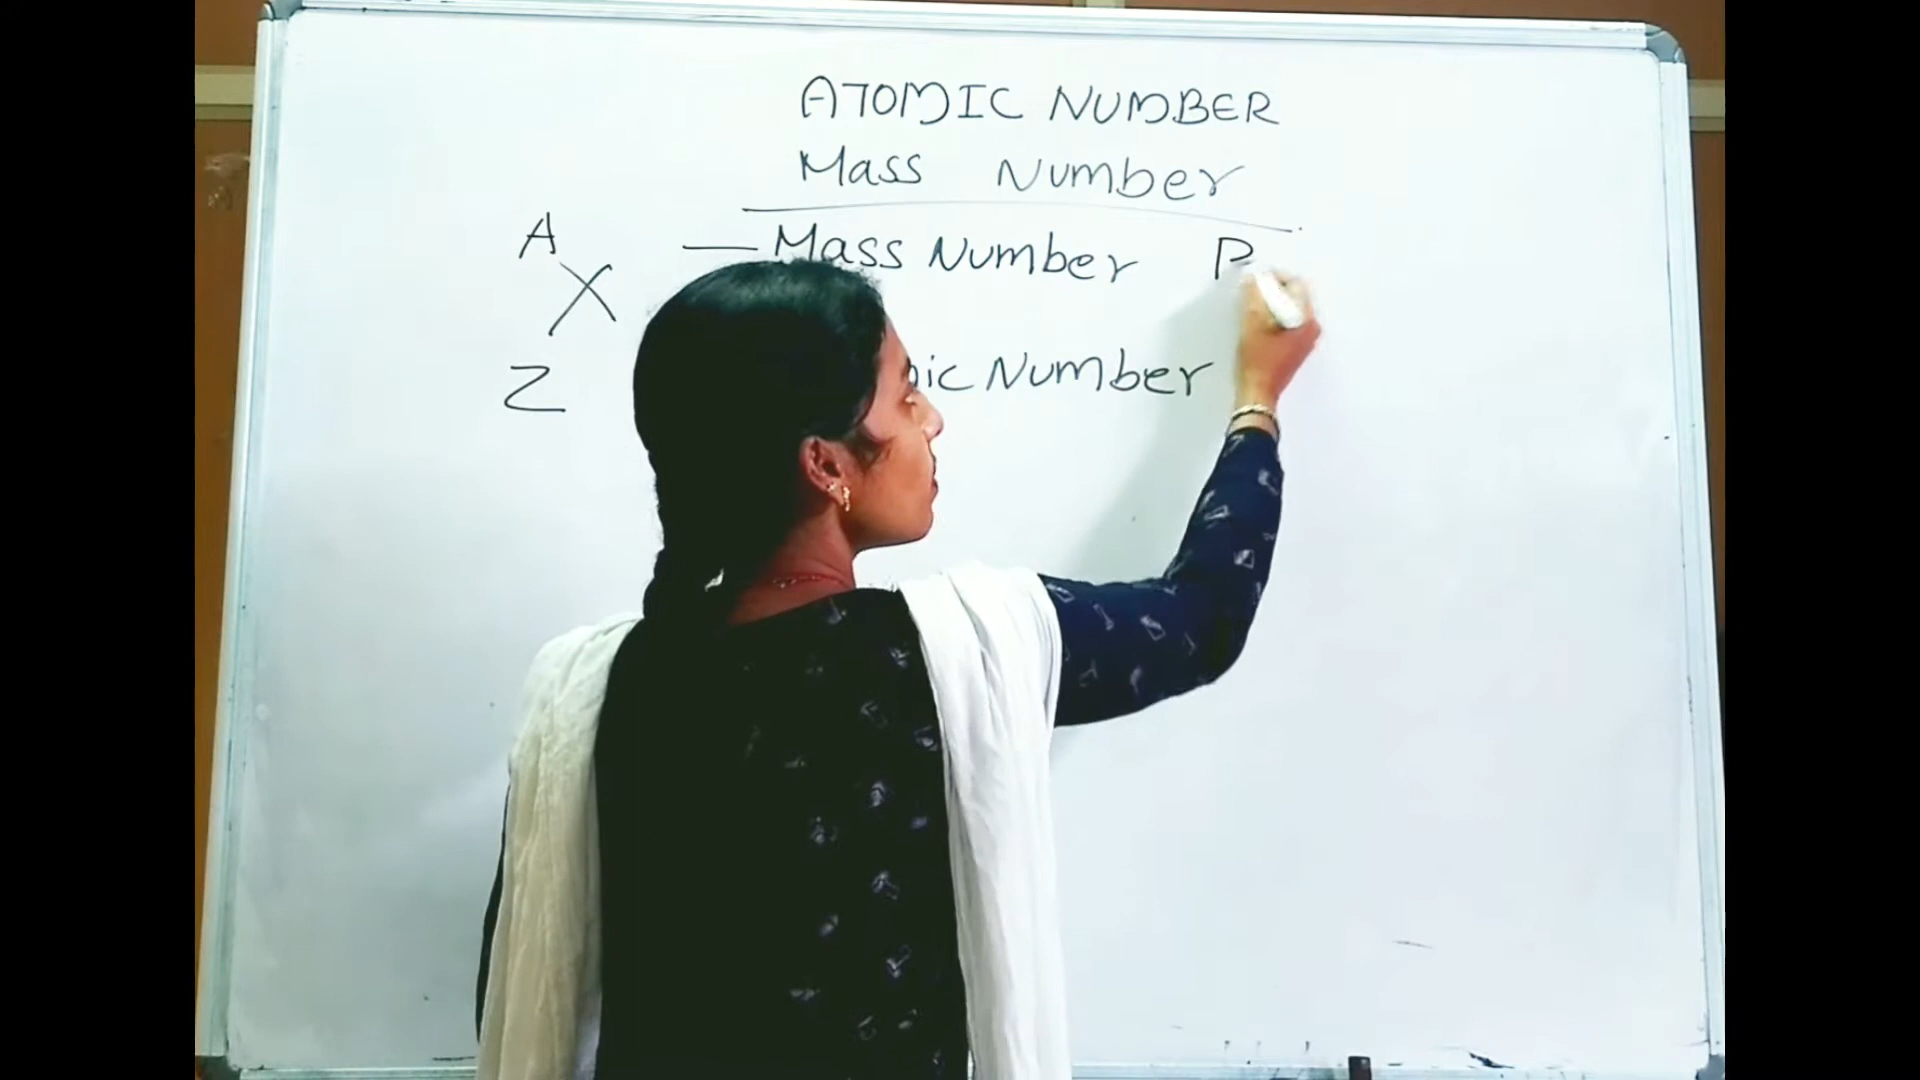 ATOMIC NUMBER
Mass Number
A — Mass Number P
X
Z Number